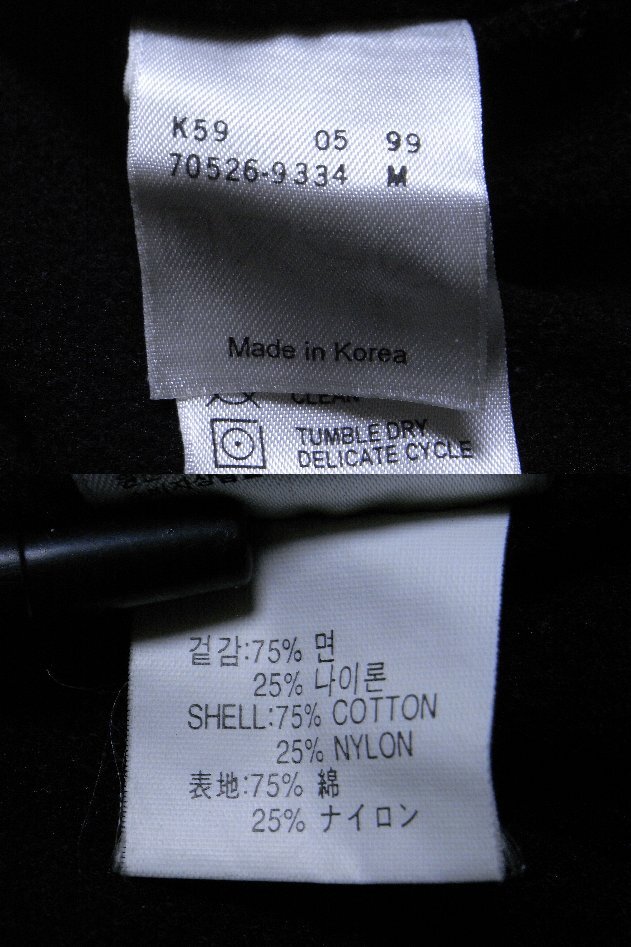 K59 05 99
70526-9334 M
Made in Korea
CLEAN
TUMBLE DRY
DELICATE CYCLE
겉감:75% 면
25% 나이론
SHELL:75% COTTON
25% NYLON
表地:75% 綿
25% ナイロン